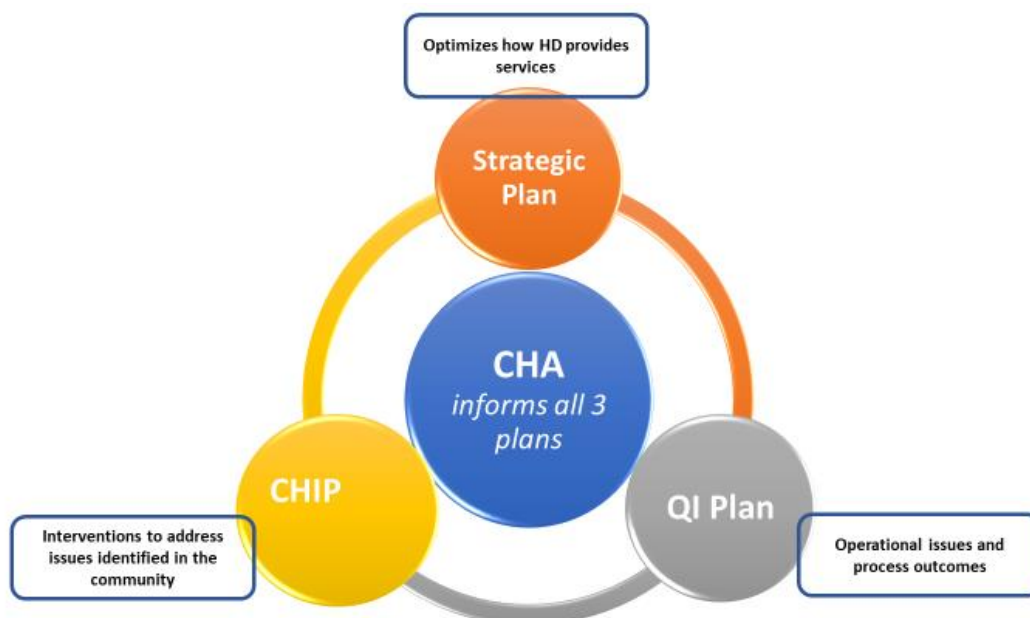 Optimizes how HD provides
services
Strategic
Plan
CHA
informs all 3
plans
CHIP
Interventions to address
issues identified in the
community
QI Plan
Operational issues and
process outcomes